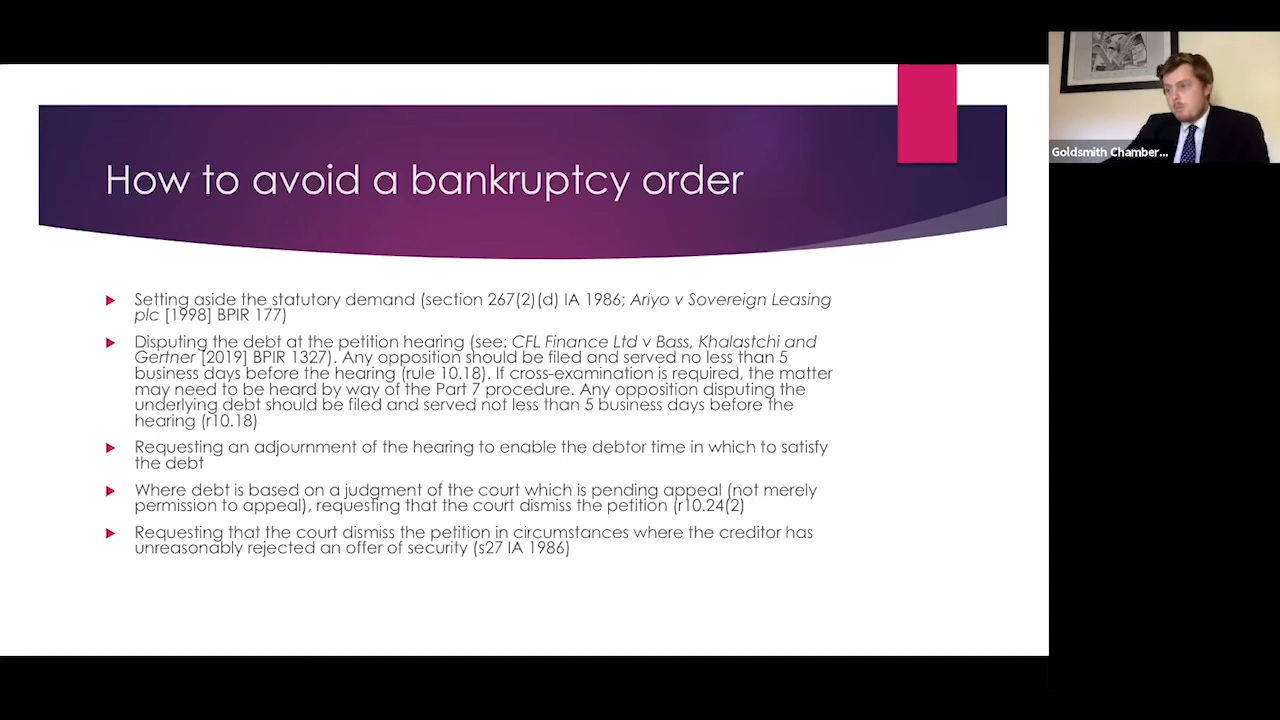 How to avoid a bankruptcy order
Goldsmith Chamber...
Setting aside the statutory demand (section 267(2)(d) IA 1986; Ariyo v Sovereign Leasing
plc [1998] BPIR 177)
Disputing the debt at the petition hearing (see: CFL Finance Ltd v Bass, Khalastchi and
Gertner [2019] BPIR 1327). Any opposition should be filed and served no less than 5
business days before the hearing (rule 10.18). If cross-examination is required, the matter
may need to be heard by way of the Part 7 procedure. Any opposition disputing the
underlying debt should be filed and served not less than 5 business days before the
hearing (r10.18)
Requesting an adjournment of the hearing to enable the debtor time in which to satisfy
the debt
Where debt is based on a judgment of the court which is pending appeal (not merely
permission to appeal), requesting that the court dismiss the petition (r10.24(2)
Requesting that the court dismiss the petition in circumstances where the creditor has
unreasonably rejected an offer of security (s27 IA 1986)